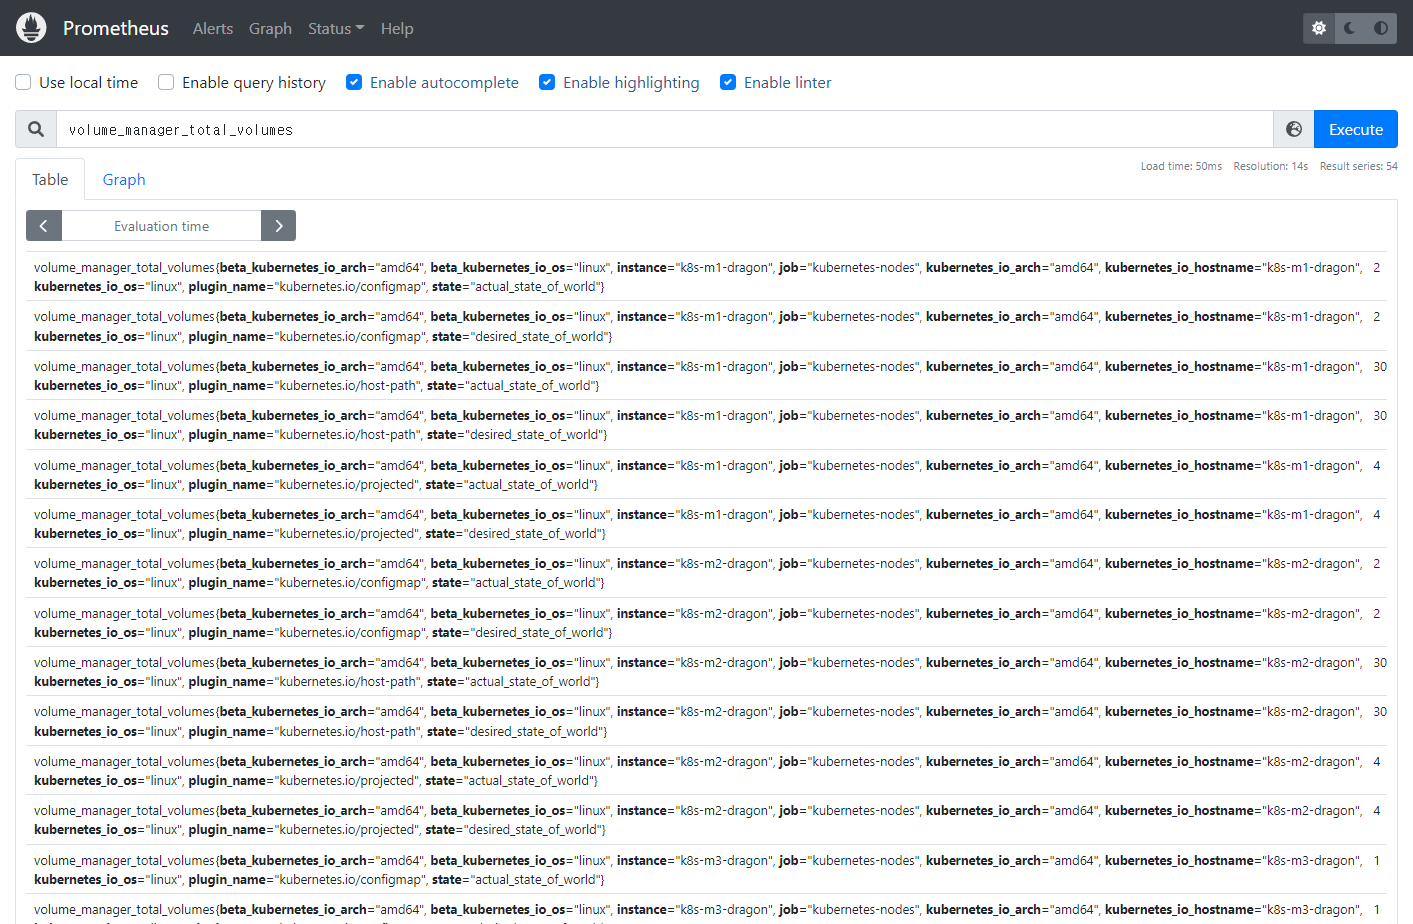 Prometheus Alerts Graph Status Help
Use local time Enable query history Enable autocomplete Enable highlighting Enable linter
volume_manager_total_volumes Execute
Table Graph Load time: 50ms Resolution: 14s Result series: 54
Evaluation time
volume_manager_total_volumes{beta_kubernetes_io_arch="amd64", beta_kubernetes_io_os="linux", instance="k8s-m1-dragon", job="kubernetes-nodes", kubernetes_io_arch="amd64", kubernetes_io_hostname="k8s-m1-dragon", 2
kubernetes_io_os="linux", plugin_name="kubernetes.io/configmap", state="actual_state_of_world"}
volume_manager_total_volumes{beta_kubernetes_io_arch="amd64", beta_kubernetes_io_os="linux", instance="k8s-m1-dragon", job="kubernetes-nodes", kubernetes_io_arch="amd64", kubernetes_io_hostname="k8s-m1-dragon", 2
kubernetes_io_os="linux", plugin_name="kubernetes.io/configmap", state="desired_state_of_world"}
volume_manager_total_volumes{beta_kubernetes_io_arch="amd64", beta_kubernetes_io_os="linux", instance="k8s-m1-dragon", job="kubernetes-nodes", kubernetes_io_arch="amd64", kubernetes_io_hostname="k8s-m1-dragon", 30
kubernetes_io_os="linux", plugin_name="kubernetes.io/host-path", state="actual_state_of_world"}
volume_manager_total_volumes{beta_kubernetes_io_arch="amd64", beta_kubernetes_io_os="linux", instance="k8s-m1-dragon", job="kubernetes-nodes", kubernetes_io_arch="amd64", kubernetes_io_hostname="k8s-m1-dragon", 30
kubernetes_io_os="linux", plugin_name="kubernetes.io/host-path", state="desired_state_of_world"}
volume_manager_total_volumes{beta_kubernetes_io_arch="amd64", beta_kubernetes_io_os="linux", instance="k8s-m1-dragon", job="kubernetes-nodes", kubernetes_io_arch="amd64", kubernetes_io_hostname="k8s-m1-dragon", 4
kubernetes_io_os="linux", plugin_name="kubernetes.io/projected", state="actual_state_of_world"}
volume_manager_total_volumes{beta_kubernetes_io_arch="amd64", beta_kubernetes_io_os="linux", instance="k8s-m1-dragon", job="kubernetes-nodes", kubernetes_io_arch="amd64", kubernetes_io_hostname="k8s-m1-dragon", 4
kubernetes_io_os="linux", plugin_name="kubernetes.io/projected", state="desired_state_of_world"}
volume_manager_total_volumes{beta_kubernetes_io_arch="amd64", beta_kubernetes_io_os="linux", instance="k8s-m2-dragon", job="kubernetes-nodes", kubernetes_io_arch="amd64", kubernetes_io_hostname="k8s-m2-dragon", 2
kubernetes_io_os="linux", plugin_name="kubernetes.io/configmap", state="actual_state_of_world"}
volume_manager_total_volumes{beta_kubernetes_io_arch="amd64", beta_kubernetes_io_os="linux", instance="k8s-m2-dragon", job="kubernetes-nodes", kubernetes_io_arch="amd64", kubernetes_io_hostname="k8s-m2-dragon", 2
kubernetes_io_os="linux", plugin_name="kubernetes.io/configmap", state="desired_state_of_world"}
volume_manager_total_volumes{beta_kubernetes_io_arch="amd64", beta_kubernetes_io_os="linux", instance="k8s-m2-dragon", job="kubernetes-nodes", kubernetes_io_arch="amd64", kubernetes_io_hostname="k8s-m2-dragon", 30
kubernetes_io_os="linux", plugin_name="kubernetes.io/host-path", state="actual_state_of_world"}
volume_manager_total_volumes{beta_kubernetes_io_arch="amd64", beta_kubernetes_io_os="linux", instance="k8s-m2-dragon", job="kubernetes-nodes", kubernetes_io_arch="amd64", kubernetes_io_hostname="k8s-m2-dragon", 30
kubernetes_io_os="linux", plugin_name="kubernetes.io/host-path", state="desired_state_of_world"}
volume_manager_total_volumes{beta_kubernetes_io_arch="amd64", beta_kubernetes_io_os="linux", instance="k8s-m2-dragon", job="kubernetes-nodes", kubernetes_io_arch="amd64", kubernetes_io_hostname="k8s-m2-dragon", 4
kubernetes_io_os="linux", plugin_name="kubernetes.io/projected", state="actual_state_of_world"}
volume_manager_total_volumes{beta_kubernetes_io_arch="amd64", beta_kubernetes_io_os="linux", instance="k8s-m2-dragon", job="kubernetes-nodes", kubernetes_io_arch="amd64", kubernetes_io_hostname="k8s-m2-dragon", 4
kubernetes_io_os="linux", plugin_name="kubernetes.io/projected", state="desired_state_of_world"}
volume_manager_total_volumes{beta_kubernetes_io_arch="amd64", beta_kubernetes_io_os="linux", instance="k8s-m3-dragon", job="kubernetes-nodes", kubernetes_io_arch="amd64", kubernetes_io_hostname="k8s-m3-dragon", 1
kubernetes_io_os="linux", plugin_name="kubernetes.io/configmap", state="actual_state_of_world"}
volume_manager_total_volumes{beta_kubernetes_io_arch="amd64", beta_kubernetes_io_os="linux", instance="k8s-m3-dragon", job="kubernetes-nodes", kubernetes_io_arch="amd64", kubernetes_io_hostname="k8s-m3-dragon", 1